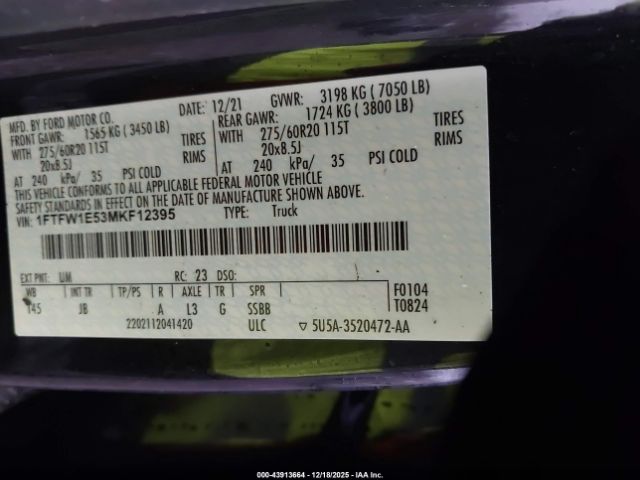 MFD. BY FORD MOTOR CO.
DATE: 12/21 GVWR: 3198 KG ( 7050 LB)
FRONT GAWR: 1565 KG (3450 LB)
REAR GAWR: 1724 KG ( 3800 LB)
WITH 275/60R20 115T TIRES
WITH 275/60R20 115T TIRES
20x8.5J RIMS
20x8.5J RIMS
AT 240 kPa/ 35 PSI COLD
AT 240 kPa/ 35 PSI COLD
THIS VEHICLE CONFORMS TO ALL APPLICABLE FEDERAL MOTOR VEHICLE
SAFETY STANDARDS IN EFFECT ON THE DATE OF MANUFACTURE SHOWN ABOVE.
VIN: 1FTFW1E53MKF12395 TYPE: Truck
EXT PNT: UM RC: 23 DSO:
WB INT TR TP/PS R AXLE TR SPR F0104
145 JB A L3 G SSBB T0824
2202112041420 ULC ▽ 5U5A-3520472-AA
000-43913664 - 12/18/2025 - IAA Inc.